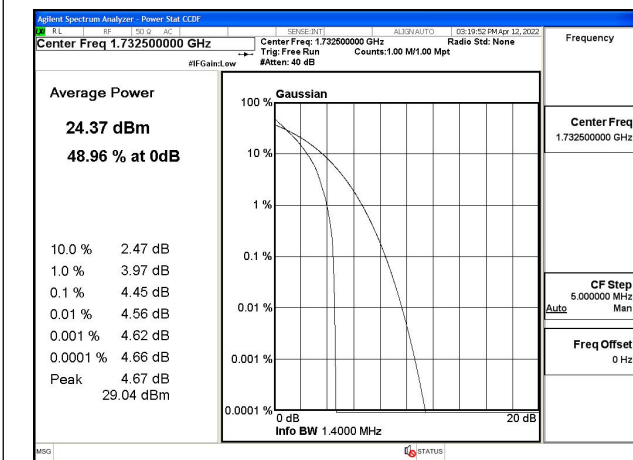 Agilent Spectrum Analyzer - Power Stat CCDF
RL RF 50 Ω AC SENSE:INT ALIGN AUTO 03:19:52 PM Apr 12, 2022
Center Freq 1.732500000 GHz
Center Freq: 1.732500000 GHz Radio Std: None
Trig: Free Run Counts:1.00 M/1.00 Mpt
#IFGain:Low #Atten: 40 dB
Frequency
Average Power
24.37 dBm
48.96 % at 0dB
10.0 % 2.47 dB
1.0 % 3.97 dB
0.1 % 4.45 dB
0.01 % 4.56 dB
0.001 % 4.62 dB
0.0001 % 4.66 dB
Peak 4.67 dB
29.04 dBm
Gaussian
100 %
10 %
1 %
0.1 %
0.01 %
0.001 %
0.0001 %
0 dB 20 dB
Info BW 1.4000 MHz
Center Freq
1.732500000 GHz
CF Step
5.000000 MHz
Auto Man
Freq Offset
0 Hz
MSG STATUS